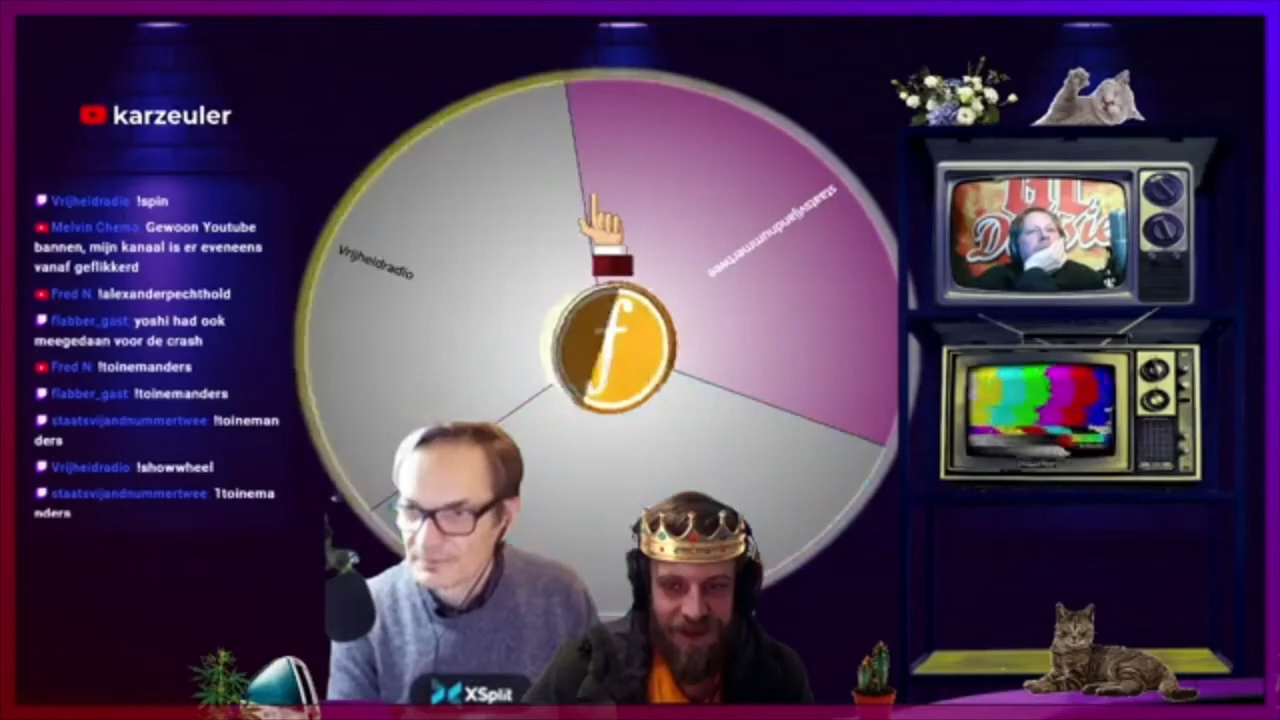 karzeuler
Vrijheidradio !spin
Melvin Chemo Gewoon Youtube
bannen, mijn kanaal is er eveneens
vanaf geflikkerd
Fred N. !alexanderpechthold
flabber_gast yoshi had ook
meegedaan voor de crash
Fred N. !toinemanders
flabber_gast !toinemanders
staatsvijandnummertwee !toineman
ders
Vrijheidradio !showwheel
staatsvijandnummertwee 1toinema
nders
Vrijheidradio
staatsvijandnummertwee
f
XSplit